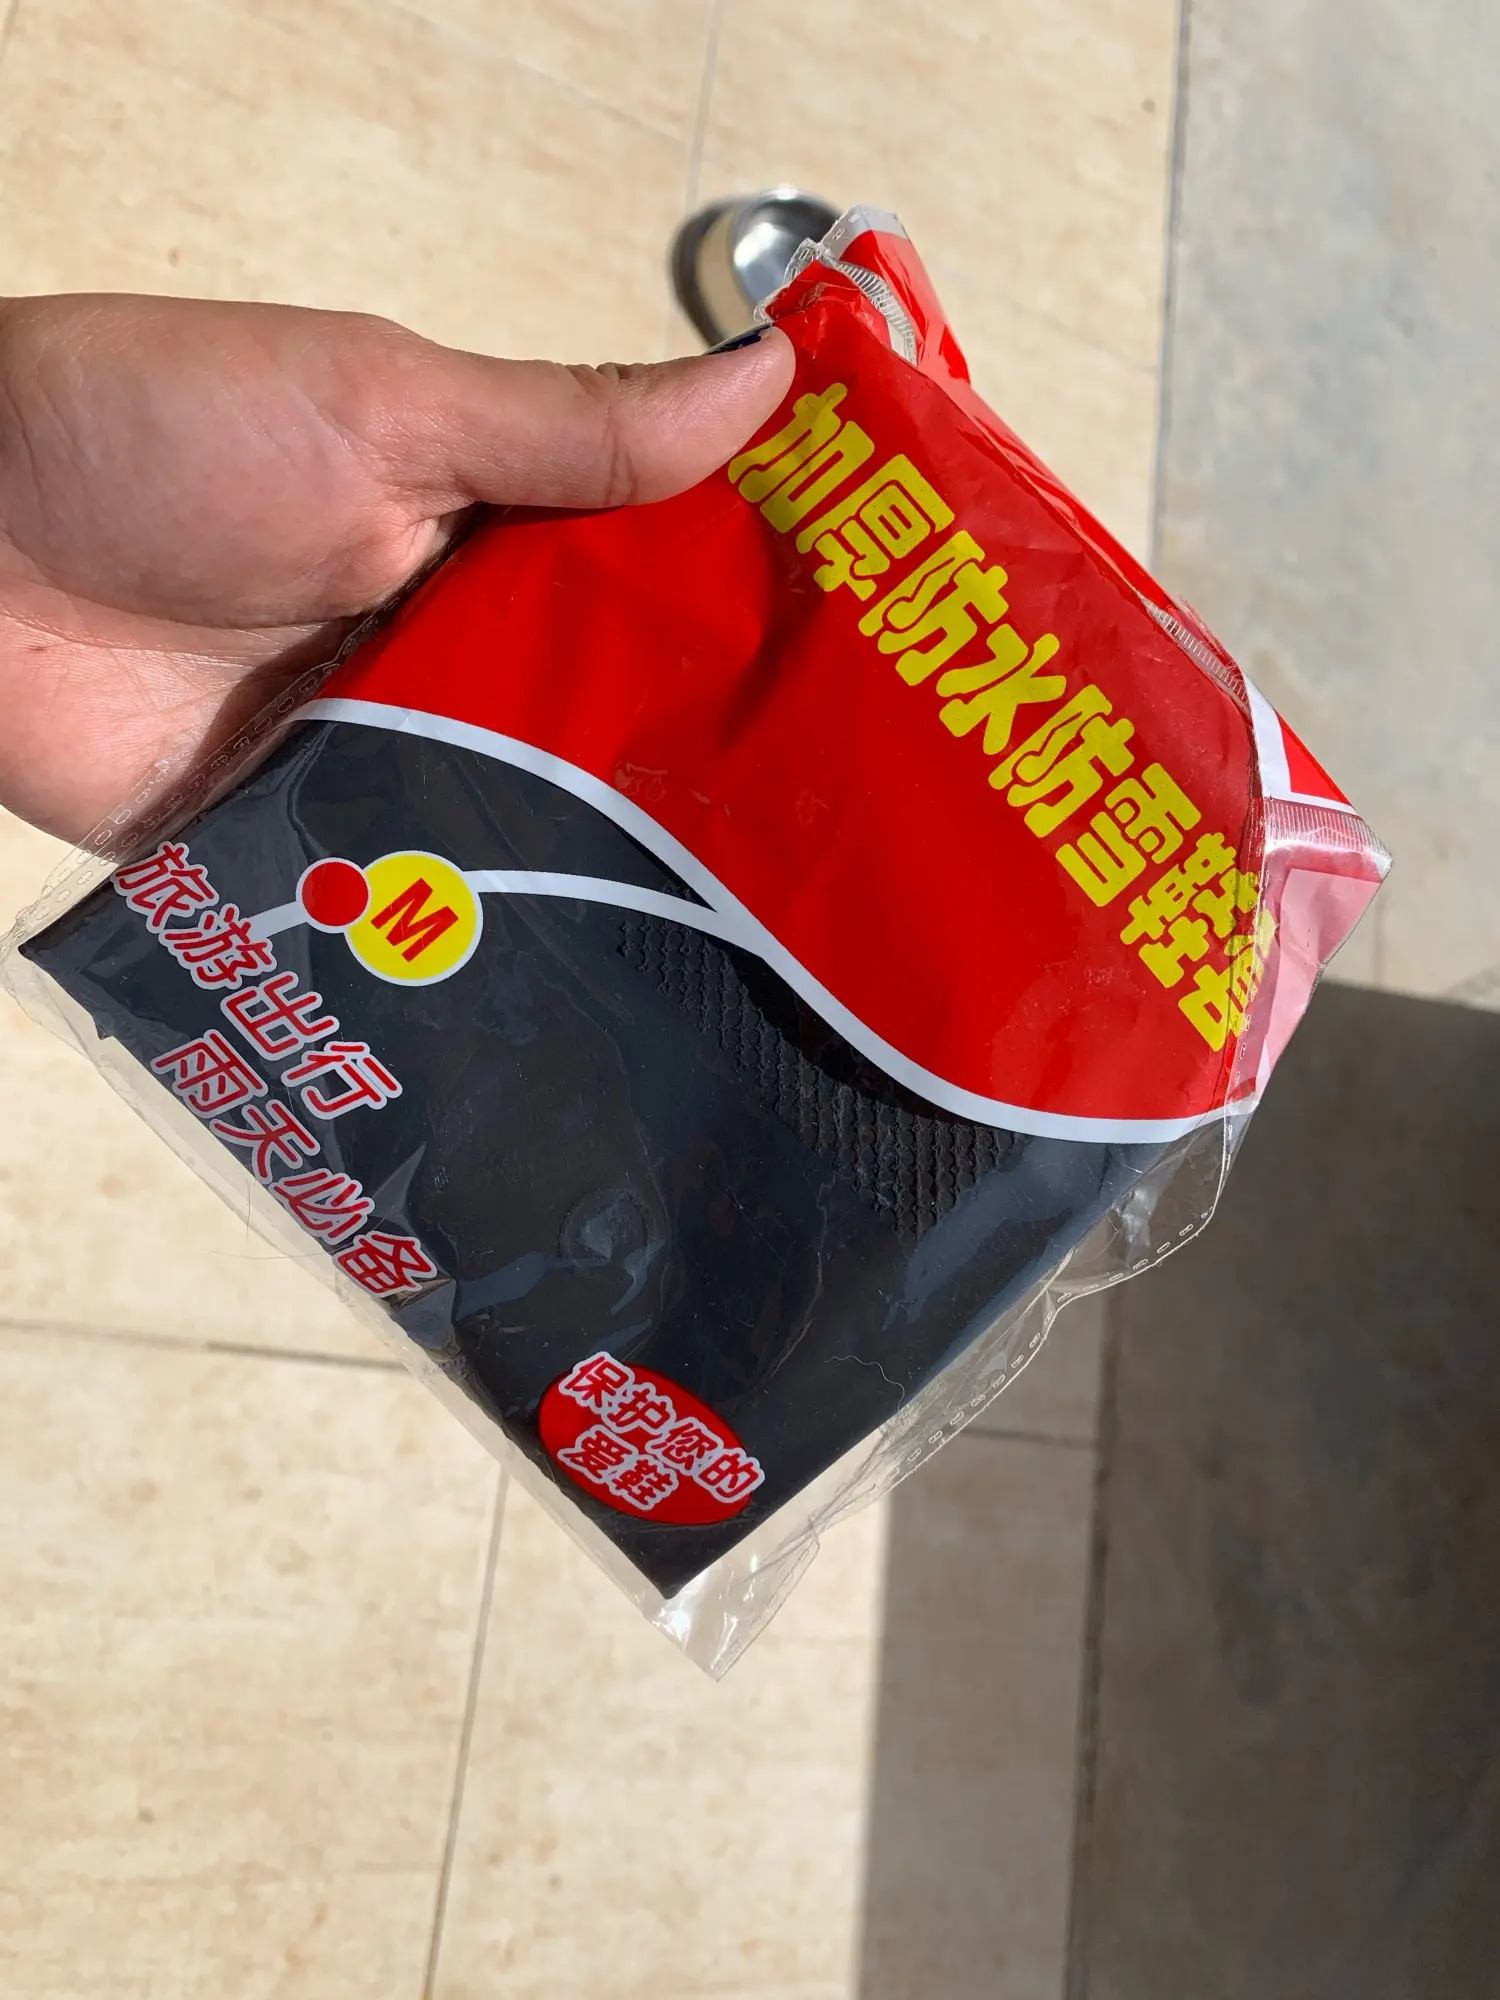 加厚防水防雪鞋套
M
旅游出行
雨天必备
保护您的
爱鞋